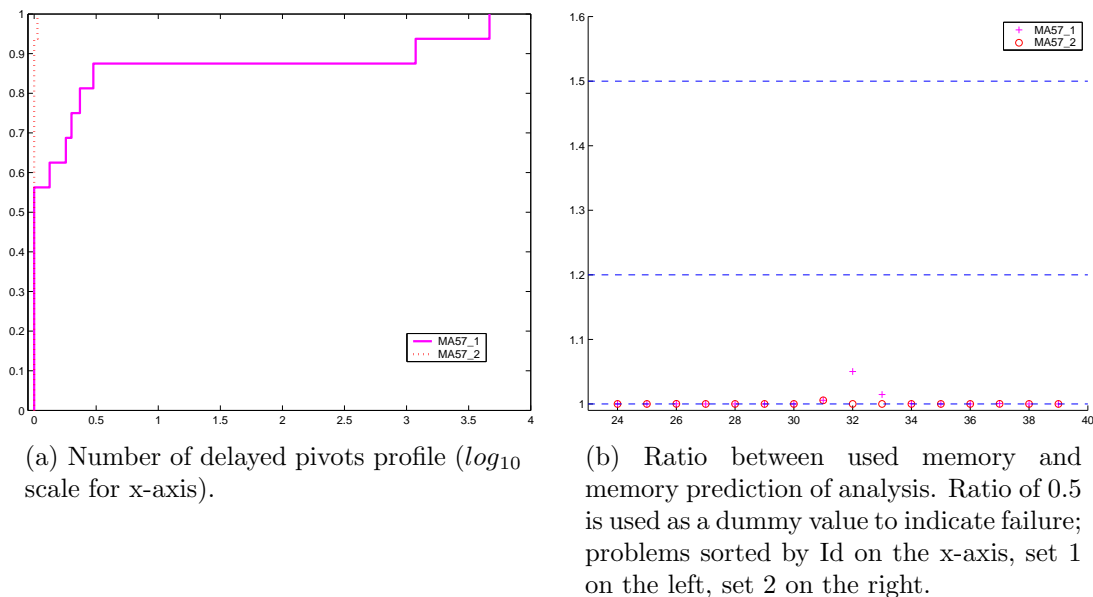 1
0.9
0.8
0.7
0.6
0.5
0.4
0.3
0.2
0.1
0
0 0.5 1 1.5 2 2.5 3 3.5 4
MA57_1
MA57_2
(a) Number of delayed pivots profile (log10
scale for x-axis).
1.6
1.5
1.4
1.3
1.2
1.1
1
24 26 28 30 32 34 36 38 40
MA57_1
MA57_2
(b) Ratio between used memory and
memory prediction of analysis. Ratio of 0.5
is used as a dummy value to indicate failure;
problems sorted by Id on the x-axis, set 1
on the left, set 2 on the right.